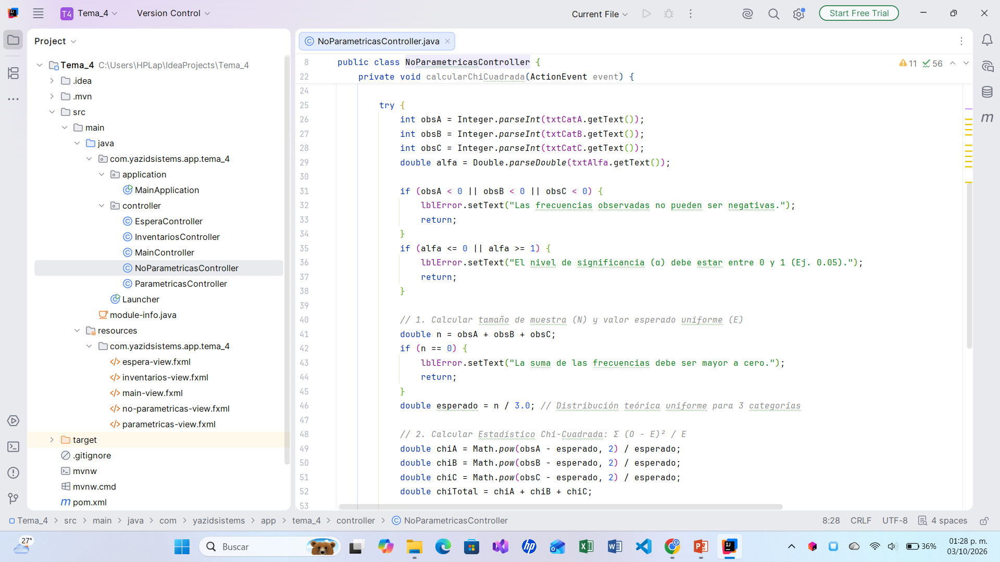 T4 Tema_4
Version Control
Current File
Start Free Trial
Project
Tema_4 C:\Users\HPLap\IdeaProjects\Tema_4
.idea
.mvn
src
main
java
com.yazidsistems.app.tema_4
application
MainApplication
controller
EsperaController
InventariosController
MainController
NoParametricasController
ParametricasController
Launcher
module-info.java
resources
com.yazidsistems.app.tema_4
espera-view.fxml
inventarios-view.fxml
main-view.fxml
no-parametricas-view.fxml
parametricas-view.fxml
target
.gitignore
mvnw
mvnw.cmd
pom.xml
NoParametricasController.java
11 56
8 public class NoParametricasController {
22 private void calcularChiCuadrada(ActionEvent event) {
24
25 try {
26 int obsA = Integer.parseInt(txtCatA.getText());
27 int obsB = Integer.parseInt(txtCatB.getText());
28 int obsC = Integer.parseInt(txtCatC.getText());
29 double alfa = Double.parseDouble(txtAlfa.getText());
30
31 if (obsA < 0 || obsB < 0 || obsC < 0) {
32 lblError.setText("Las frecuencias observadas no pueden ser negativas.");
33 return;
34 }
35 if (alfa <= 0 || alfa >= 1) {
36 lblError.setText("El nivel de significancia (α) debe estar entre 0 y 1 (Ej. 0.05).");
37 return;
38 }
39
40 // 1. Calcular tamaño de muestra (N) y valor esperado uniforme (E)
41 double n = obsA + obsB + obsC;
42 if (n == 0) {
43 lblError.setText("La suma de las frecuencias debe ser mayor a cero.");
44 return;
45 }
46 double esperado = n / 3.0; // Distribución teórica uniforme para 3 categorías
47
48 // 2. Calcular Estadístico Chi-Cuadrada: Σ (O - E)² / E
49 double chiA = Math.pow(obsA - esperado, 2) / esperado;
50 double chiB = Math.pow(obsB - esperado, 2) / esperado;
51 double chiC = Math.pow(obsC - esperado, 2) / esperado;
52 double chiTotal = chiA + chiB + chiC;
53
Tema_4 > src > main > java > com > yazidsistems > app > tema_4 > controller > NoParametricasController
8:28 CRLF UTF-8 4 spaces
27°
Buscar
36%
01:28 p. m.
03/10/2026